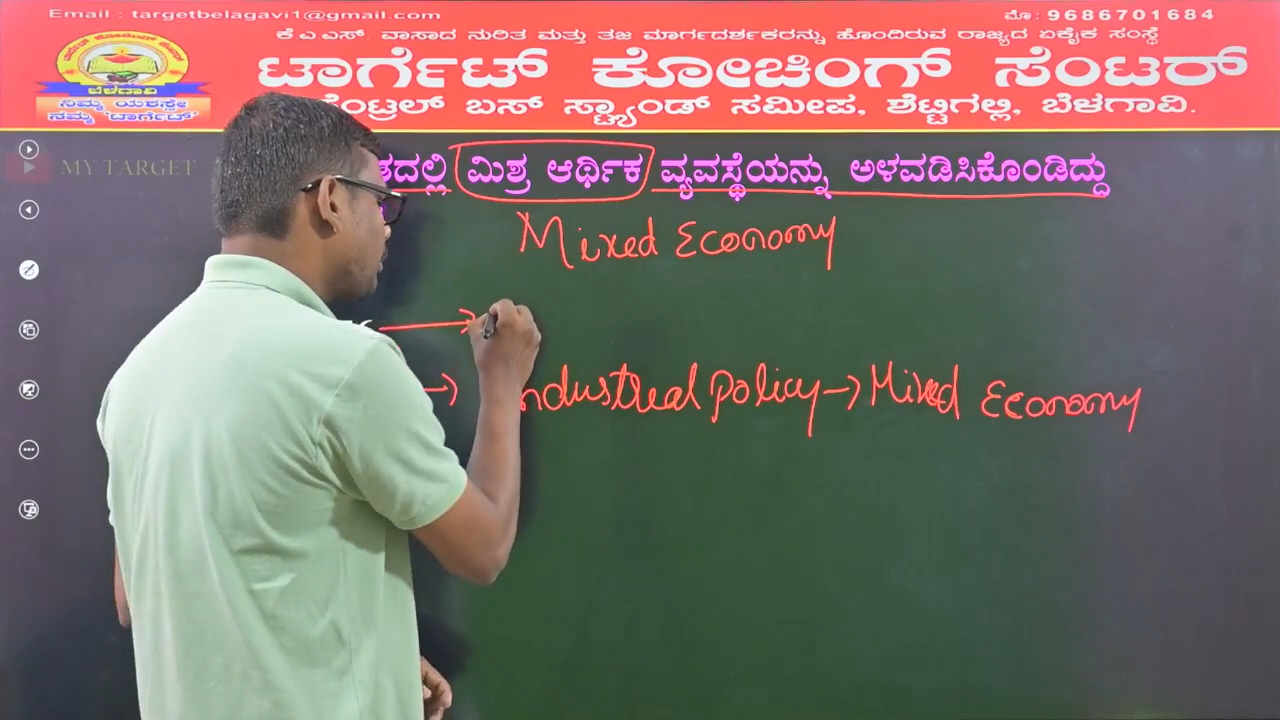 Email : targetbelagavi1@gmail.com ಮೊ: 9686701684
ಕೆ ಎ ಎಸ್ ವಾಸಾದ ನುರಿತ ಮತ್ತು ತಜ್ಞ ಮಾರ್ಗದರ್ಶಕರನ್ನು ಹೊಂದಿರುವ ರಾಜ್ಯದ ಏಕೈಕ ಸಂಸ್ಥೆ
ಟಾರ್ಗೆಟ್ ಕೋಚಿಂಗ್ ಸೆಂಟರ್
ಸೆಂಟ್ರಲ್ ಬಸ್ ಸ್ಟ್ಯಾಂಡ್ ಸಮೀಪ, ಶೆಟ್ಟಿಗಲ್ಲಿ, ಬೆಳಗಾವಿ.
ಬೆಳಗಾವಿ
ನಿಮ್ಮ ಯಶಸ್ಸೇ
ನಮ್ಮ 'ಟಾರ್ಗೆಟ್'
MY TARGET
ಮಿಶ್ರ ಆರ್ಥಿಕ ವ್ಯವಸ್ಥೆಯನ್ನು ಅಳವಡಿಸಿಕೊಂಡಿದ್ದು
Mixed Economy
Industrial policy → Mixed Economy